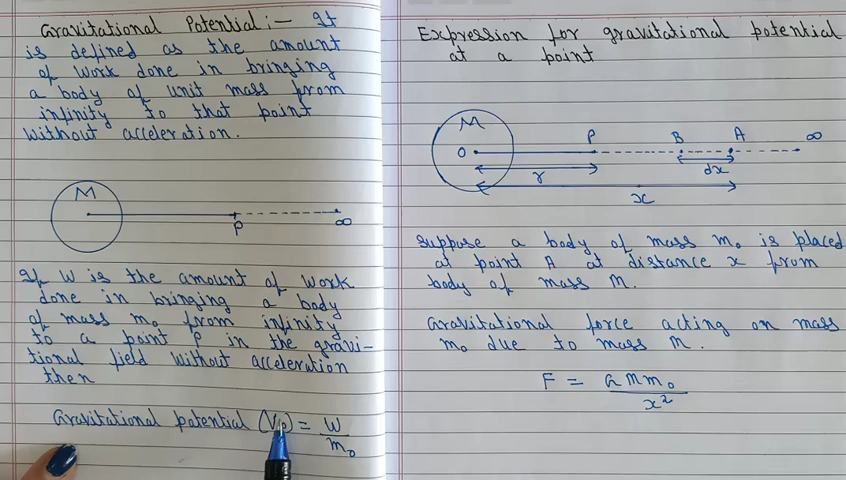 Gravitational Potential:- It
is defined as the amount
of work done in bringing
a body of unit mass from
infinity to that point
without acceleration.
M
P
∞
If W is the amount of work
done in bringing a body
of mass m₀ from infinity
to a point P in the gravi-
tional field without acceleration
then
Gravitational potential (Vp) = W
m₀
Expression for gravitational potential
at a point
M
O P B A ∞
r dx
x
Suppose a body of mass m₀ is placed
at point A at distance x from
body of mass M.
Gravitational force acting on mass
m₀ due to mass M.
F = G M m₀
x²